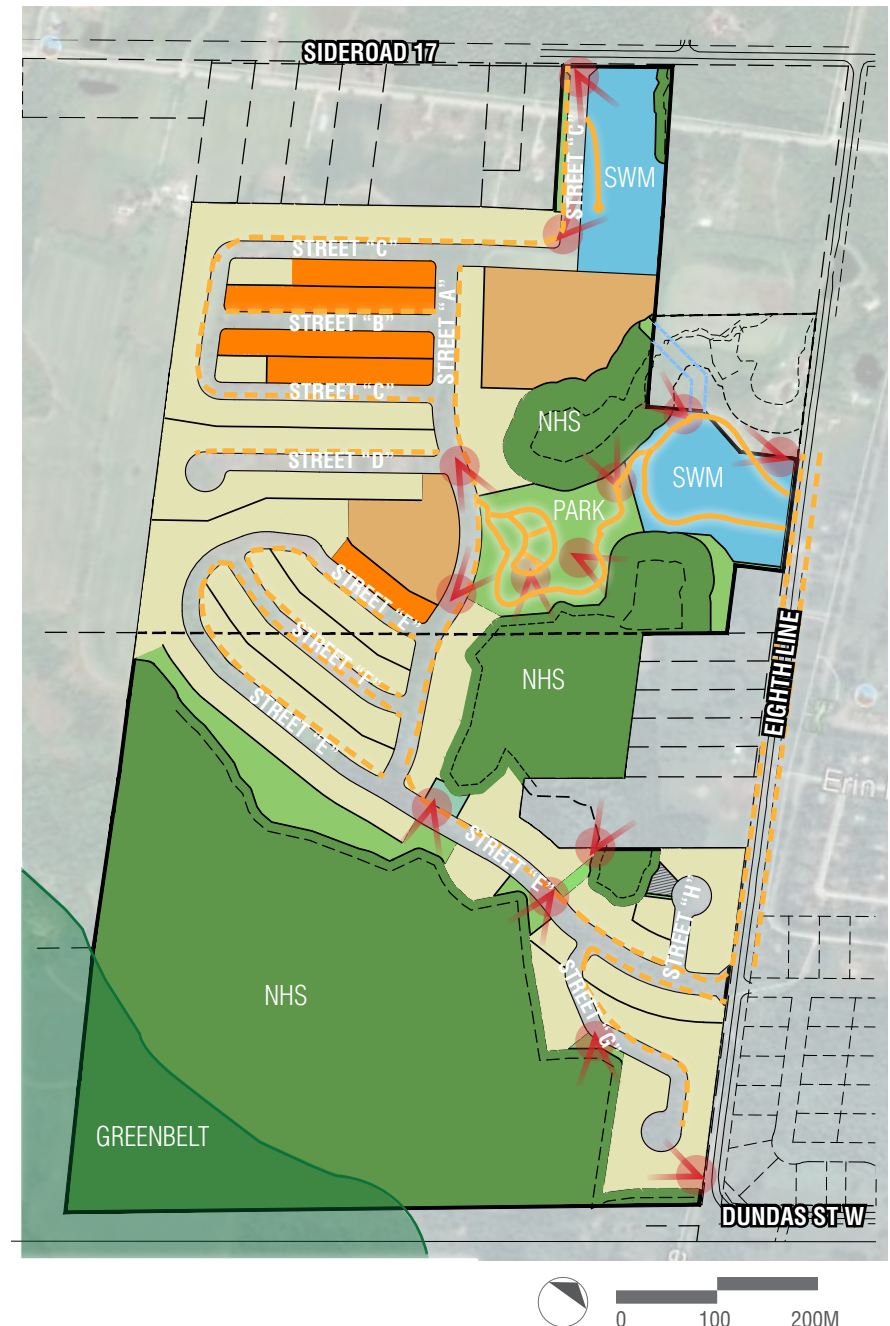 SIDEROAD 17
STREET "C"
SWM
STREET "C"
STREET "A"
STREET "B"
STREET "C"
NHS
STREET "D"
SWM
PARK
STREET "E"
EIGHTH LINE
STREET "F"
NHS
STREET "E"
Erin
STREET "E"
STREET "H"
STREET "G"
NHS
GREENBELT
DUNDAS ST W
0 100 200M